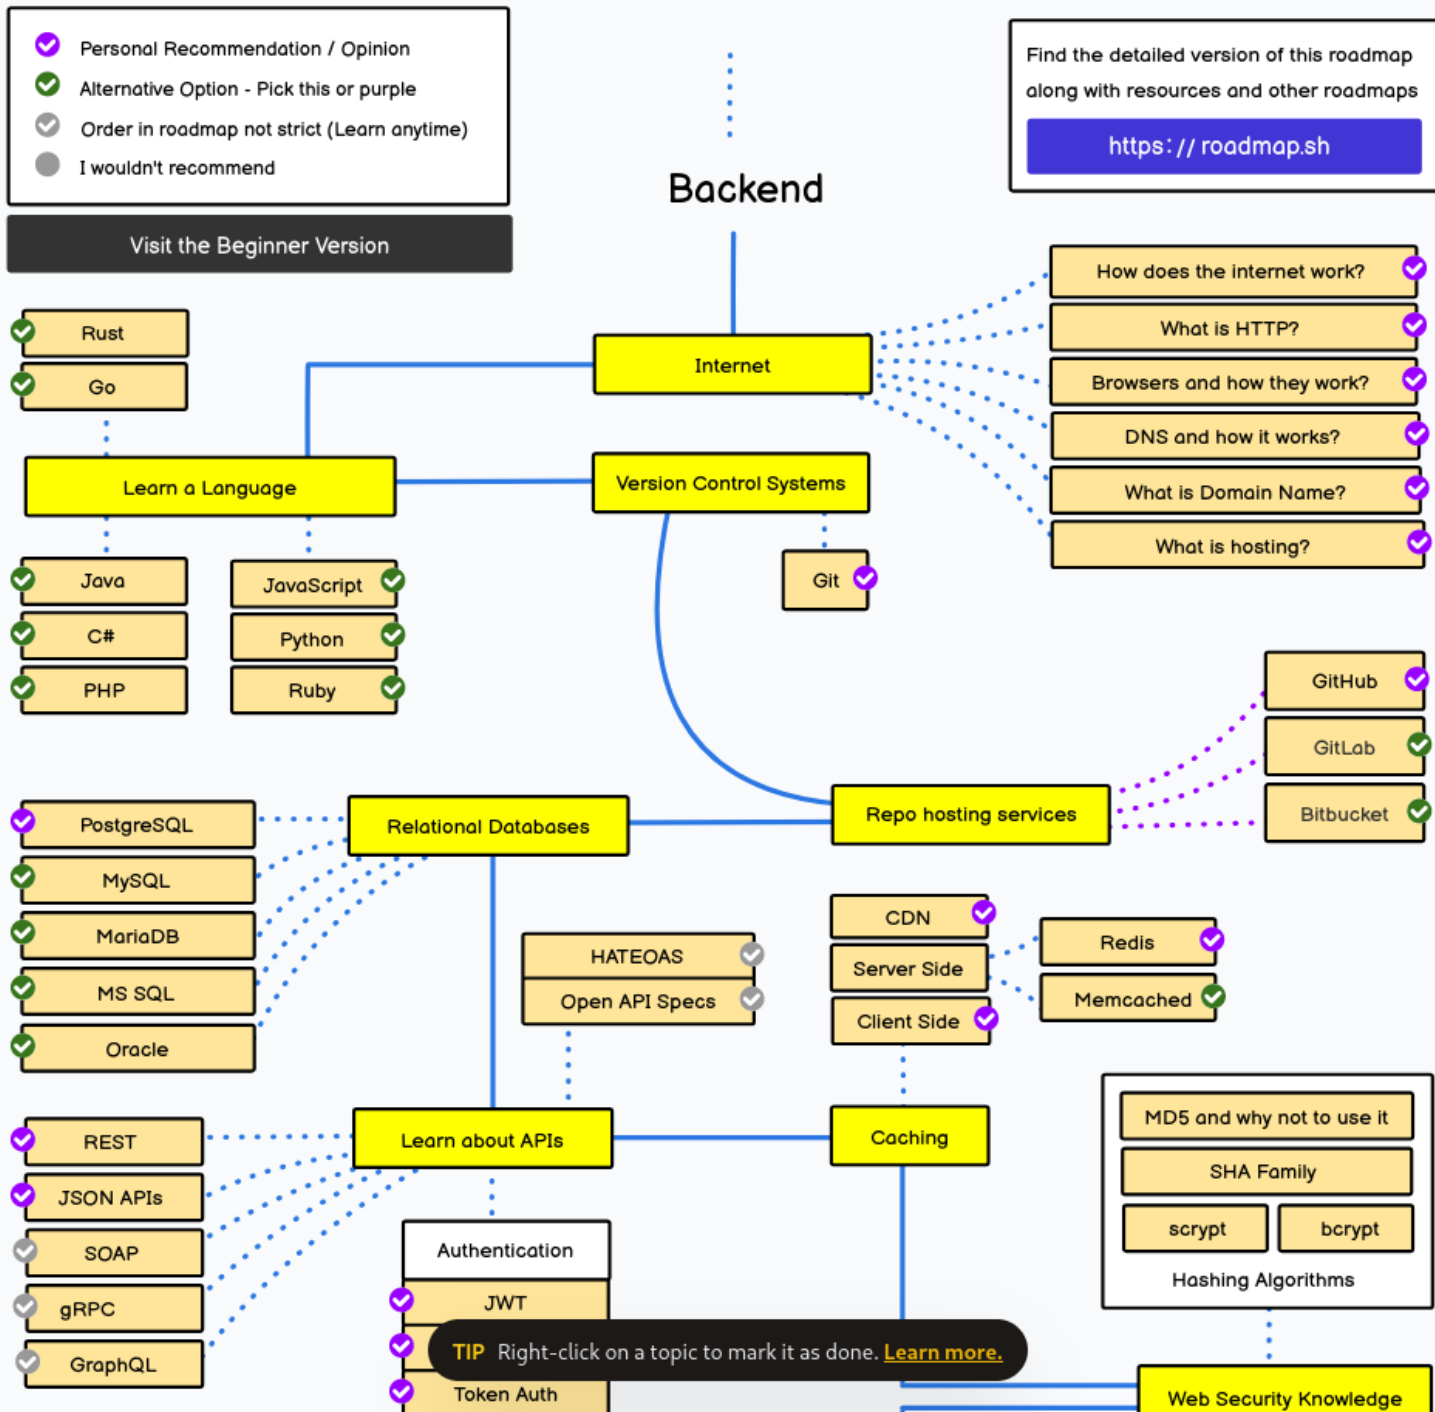 Personal Recommendation / Opinion
Alternative Option - Pick this or purple
Order in roadmap not strict (Learn anytime)
I wouldn't recommend
Visit the Beginner Version
Find the detailed version of this roadmap
along with resources and other roadmaps
https://roadmap.sh
Backend
Internet
How does the internet work?
What is HTTP?
Browsers and how they work?
DNS and how it works?
What is Domain Name?
What is hosting?
Rust
Go
Learn a Language
Java
C#
PHP
JavaScript
Python
Ruby
Version Control Systems
Git
Repo hosting services
GitHub
GitLab
Bitbucket
Relational Databases
PostgreSQL
MySQL
MariaDB
MS SQL
Oracle
HATEOAS
Open API Specs
Learn about APIs
REST
JSON APIs
SOAP
gRPC
GraphQL
Authentication
JWT
Token Auth
CDN
Server Side
Client Side
Redis
Memcached
Caching
MD5 and why not to use it
SHA Family
scrypt
bcrypt
Hashing Algorithms
Web Security Knowledge
TIP Right-click on a topic to mark it as done. Learn more.